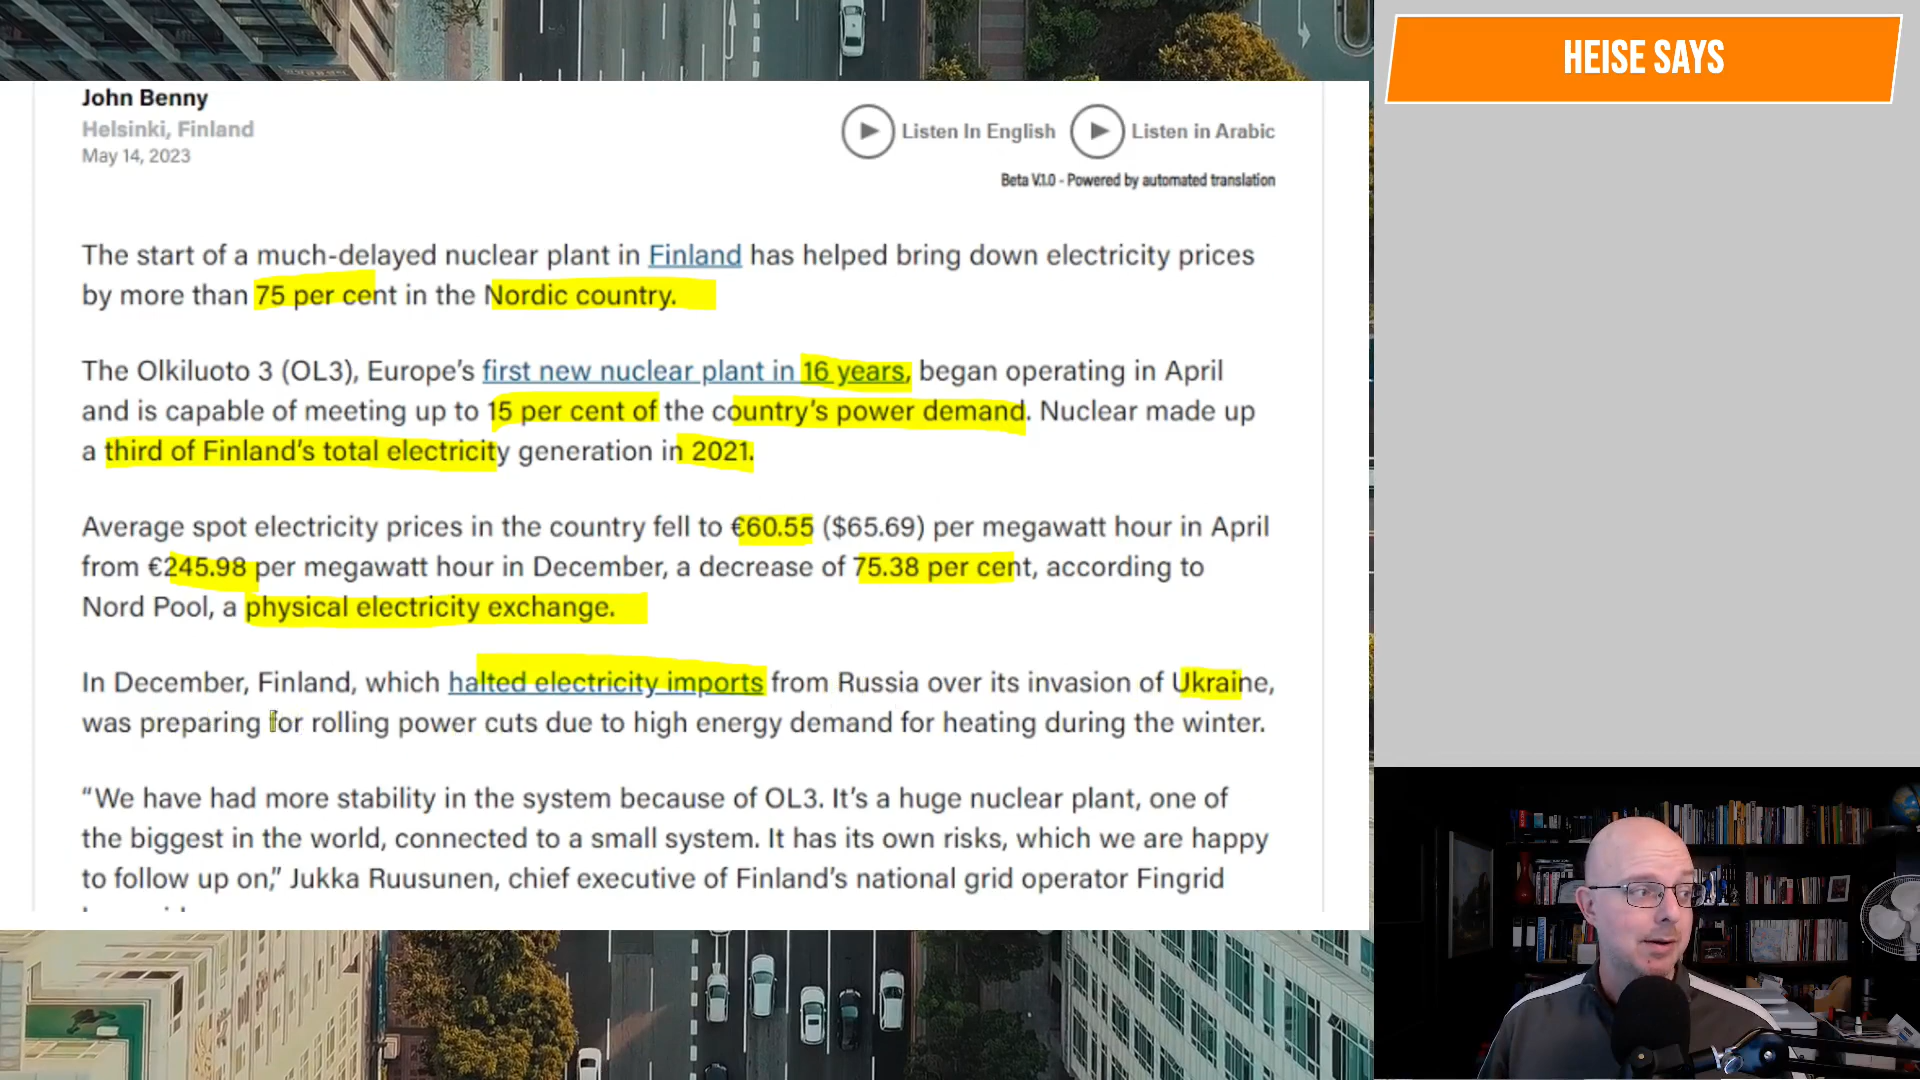 HEISE SAYS
John Benny
Helsinki, Finland
May 14, 2023
Listen In English
Listen in Arabic
Beta V.1.0 - Powered by automated translation
The start of a much-delayed nuclear plant in Finland has helped bring down electricity prices
by more than 75 per cent in the Nordic country.
The Olkiluoto 3 (OL3), Europe's first new nuclear plant in 16 years, began operating in April
and is capable of meeting up to 15 per cent of the country's power demand. Nuclear made up
a third of Finland's total electricity generation in 2021.
Average spot electricity prices in the country fell to €60.55 ($65.69) per megawatt hour in April
from €245.98 per megawatt hour in December, a decrease of 75.38 per cent, according to
Nord Pool, a physical electricity exchange.
In December, Finland, which halted electricity imports from Russia over its invasion of Ukraine,
was preparing for rolling power cuts due to high energy demand for heating during the winter.
“We have had more stability in the system because of OL3. It's a huge nuclear plant, one of
the biggest in the world, connected to a small system. It has its own risks, which we are happy
to follow up on,” Jukka Ruusunen, chief executive of Finland's national grid operator Fingrid